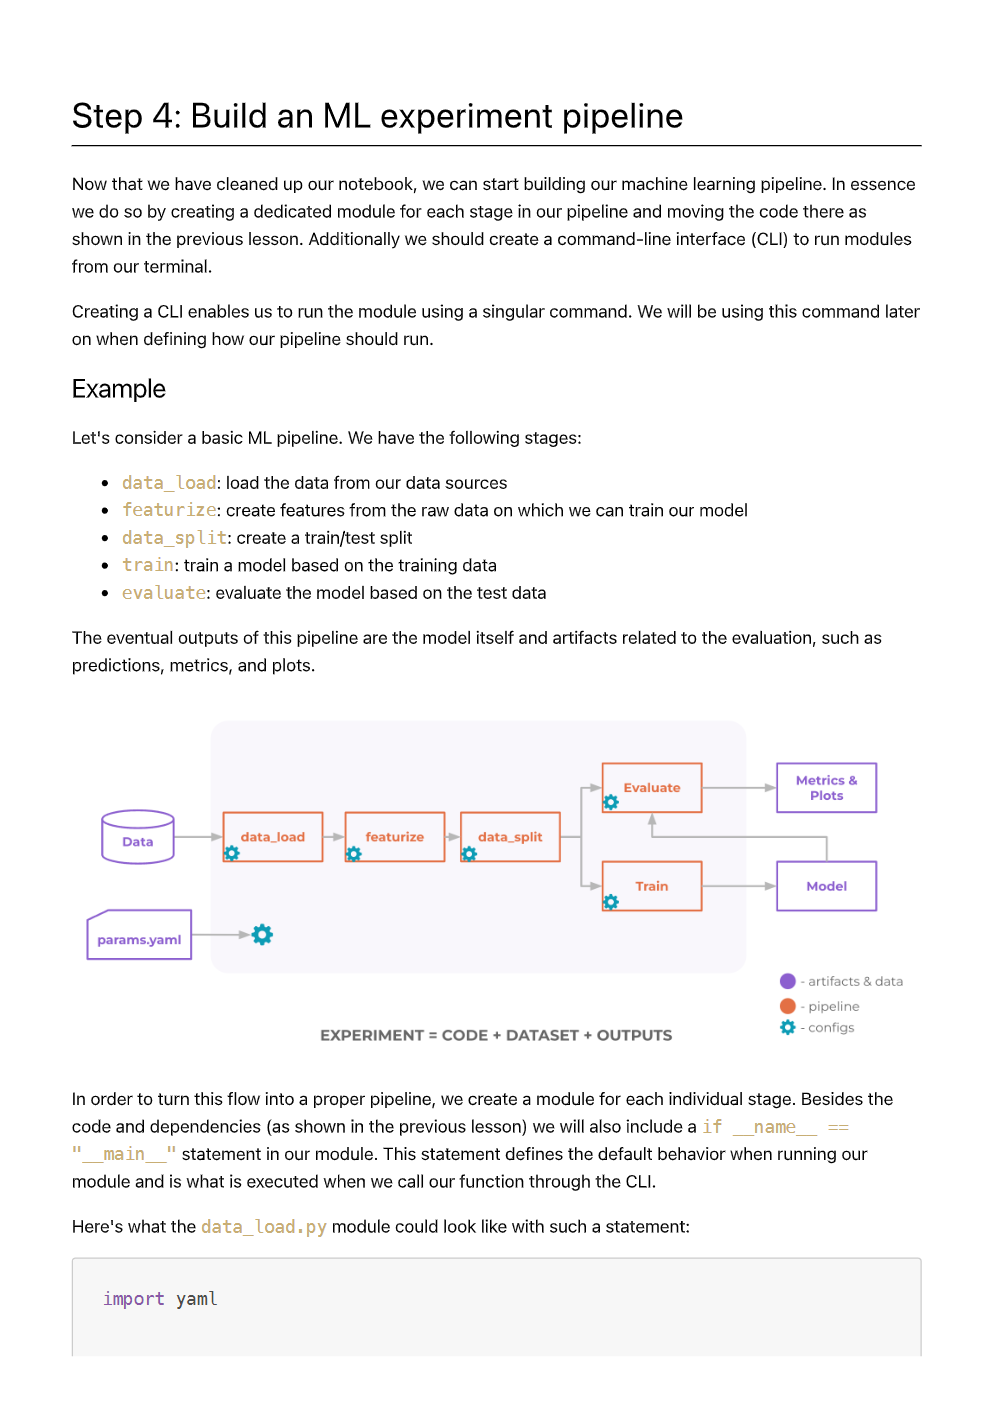 Step 4: Build an ML experiment pipeline
Now that we have cleaned up our notebook, we can start building our machine learning pipeline. In essence
we do so by creating a dedicated module for each stage in our pipeline and moving the code there as
shown in the previous lesson. Additionally we should create a command-line interface (CLI) to run modules
from our terminal.
Creating a CLI enables us to run the module using a singular command. We will be using this command later
on when defining how our pipeline should run.
Example
Let's consider a basic ML pipeline. We have the following stages:
• data_load: load the data from our data sources
• featurize: create features from the raw data on which we can train our model
• data_split: create a train/test split
• train: train a model based on the training data
• evaluate: evaluate the model based on the test data
The eventual outputs of this pipeline are the model itself and artifacts related to the evaluation, such as
predictions, metrics, and plots.
Data
data_load
featurize
data_split
Evaluate
Metrics &
Plots
Train
Model
params.yaml
- artifacts & data
- pipeline
- configs
EXPERIMENT = CODE + DATASET + OUTPUTS
In order to turn this flow into a proper pipeline, we create a module for each individual stage. Besides the
code and dependencies (as shown in the previous lesson) we will also include a if __name__ ==
"__main__" statement in our module. This statement defines the default behavior when running our
module and is what is executed when we call our function through the CLI.
Here's what the data_load.py module could look like with such a statement:
import yaml